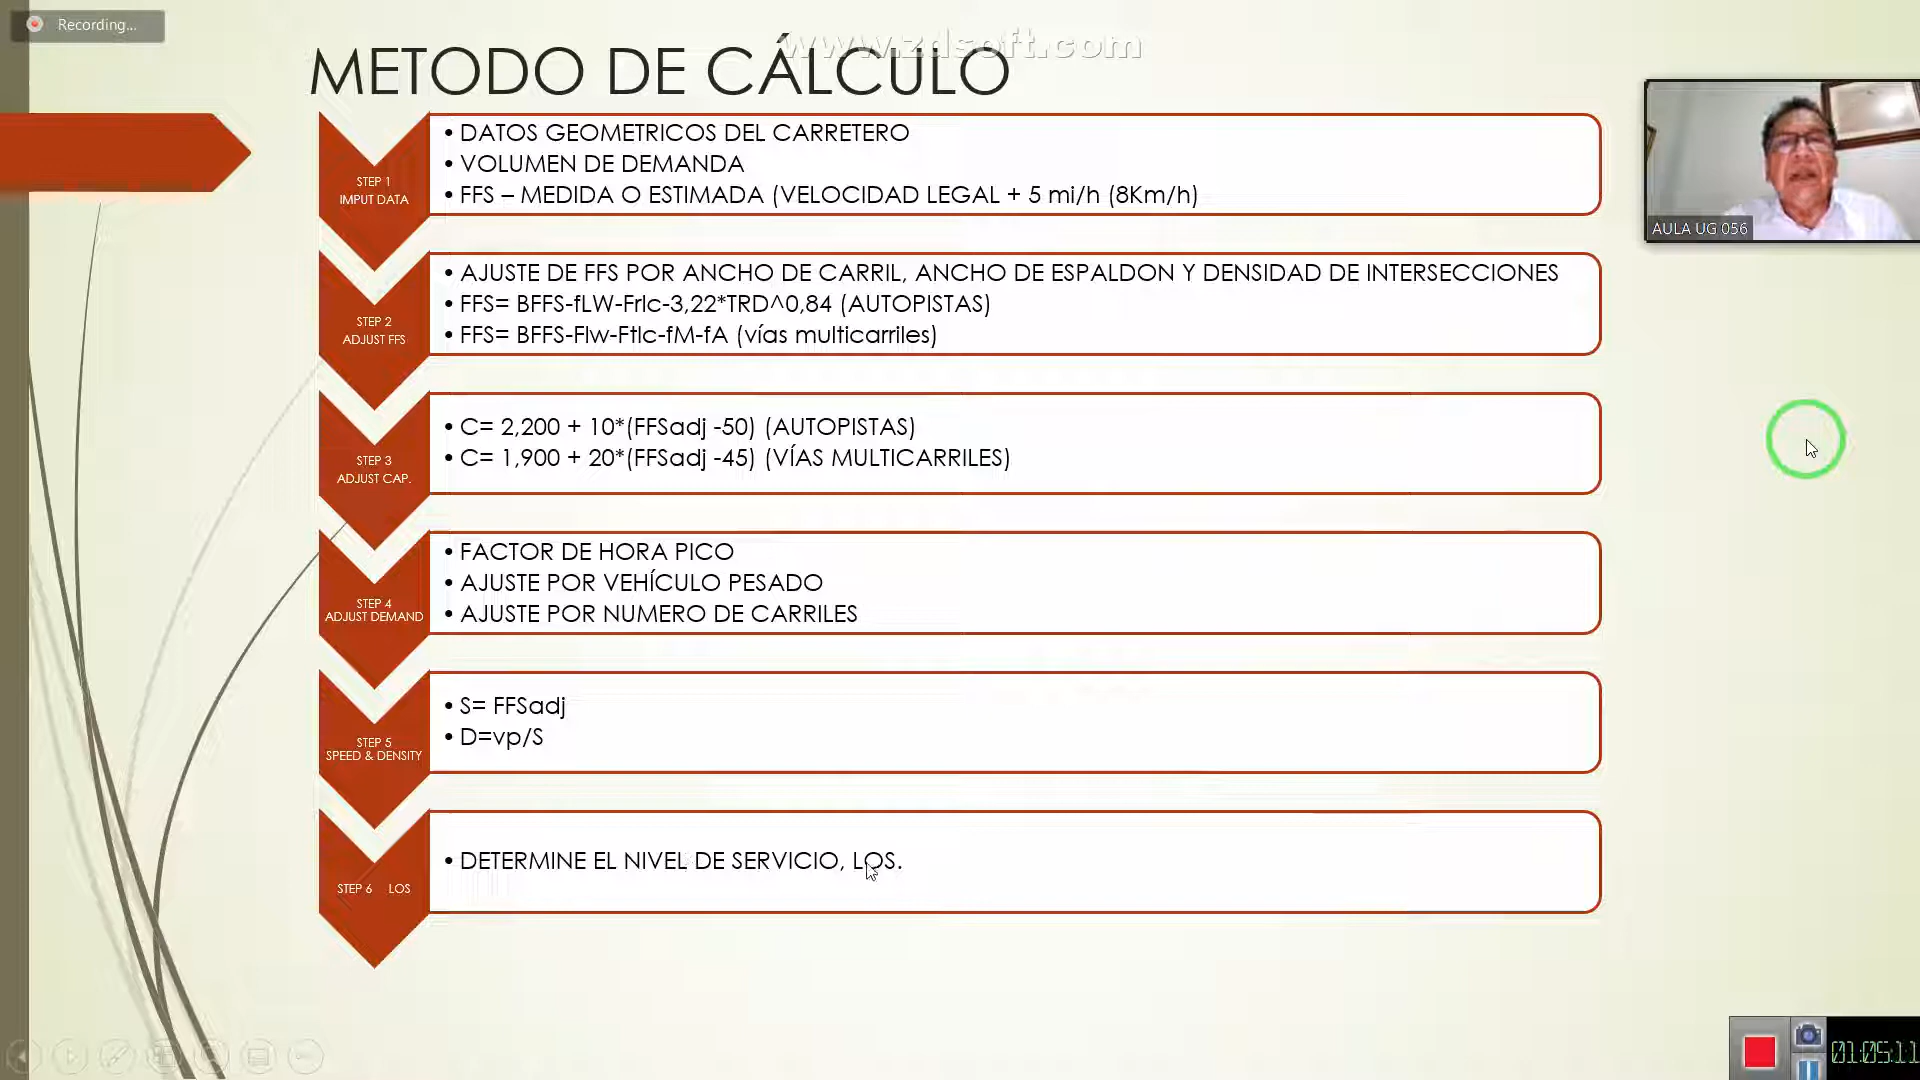 Recording...
www.zdsoft.com
METODO DE CÁLCULO
STEP 1
IMPUT DATA
• DATOS GEOMETRICOS DEL CARRETERO
• VOLUMEN DE DEMANDA
• FFS – MEDIDA O ESTIMADA (VELOCIDAD LEGAL + 5 mi/h (8Km/h)
AULA UG 056
STEP 2
ADJUST FFS
• AJUSTE DE FFS POR ANCHO DE CARRIL, ANCHO DE ESPALDON Y DENSIDAD DE INTERSECCIONES
• FFS= BFFS-fLW-Frlc-3,22*TRD^0,84 (AUTOPISTAS)
• FFS= BFFS-Flw-Ftlc-fM-fA (vías multicarriles)
STEP 3
ADJUST CAP.
• C= 2,200 + 10*(FFSadj -50) (AUTOPISTAS)
• C= 1,900 + 20*(FFSadj -45) (VÍAS MULTICARRILES)
STEP 4
ADJUST DEMAND
• FACTOR DE HORA PICO
• AJUSTE POR VEHÍCULO PESADO
• AJUSTE POR NUMERO DE CARRILES
STEP 5
SPEED & DENSITY
• S= FFSadj
• D=vp/S
STEP 6 LOS
• DETERMINE EL NIVEL DE SERVICIO, LOS.
01:05:11